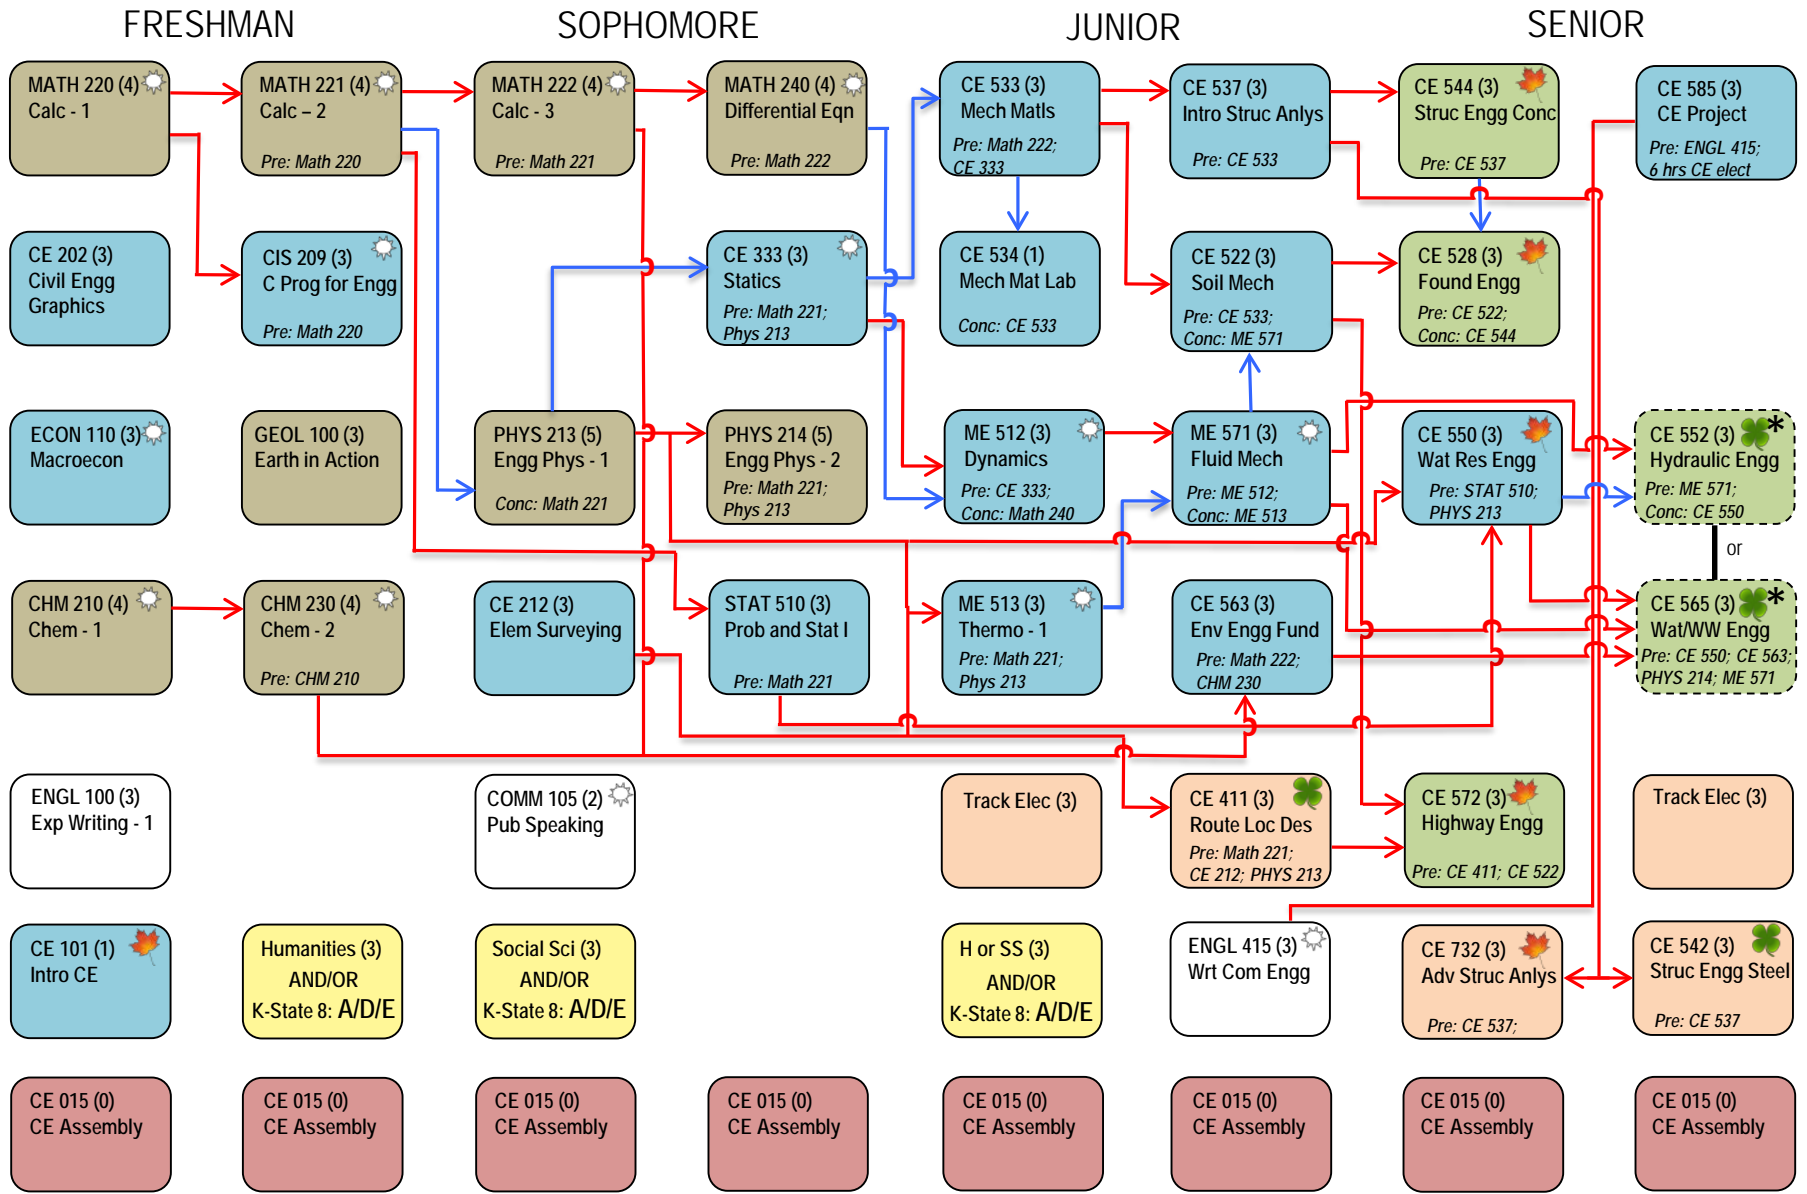 FRESHMAN
SOPHOMORE
JUNIOR
SENIOR
MATH 220 (4)
Calc - 1
MATH 221 (4)
Calc – 2
Pre: Math 220
MATH 222 (4)
Calc - 3
Pre: Math 221
MATH 240 (4)
Differential Eqn
Pre: Math 222
CE 533 (3)
Mech Matls
Pre: Math 222;
CE 333
CE 537 (3)
Intro Struc Anlys
Pre: CE 533
CE 544 (3)
Struc Engg Conc
Pre: CE 537
CE 585 (3)
CE Project
Pre: ENGL 415;
6 hrs CE elect
CE 202 (3)
Civil Engg
Graphics
CIS 209 (3)
C Prog for Engg
Pre: Math 220
CE 333 (3)
Statics
Pre: Math 221;
Phys 213
CE 534 (1)
Mech Mat Lab
Conc: CE 533
CE 522 (3)
Soil Mech
Pre: CE 533;
Conc: ME 571
CE 528 (3)
Found Engg
Pre: CE 522;
Conc: CE 544
ECON 110 (3)
Macroecon
GEOL 100 (3)
Earth in Action
PHYS 213 (5)
Engg Phys - 1
Conc: Math 221
PHYS 214 (5)
Engg Phys - 2
Pre: Math 221;
Phys 213
ME 512 (3)
Dynamics
Pre: CE 333;
Conc: Math 240
ME 571 (3)
Fluid Mech
Pre: ME 512;
Conc: ME 513
CE 550 (3)
Wat Res Engg
Pre: STAT 510;
PHYS 213
CE 552 (3) *
Hydraulic Engg
Pre: ME 571;
Conc: CE 550
or
CHM 210 (4)
Chem - 1
CHM 230 (4)
Chem - 2
Pre: CHM 210
CE 212 (3)
Elem Surveying
STAT 510 (3)
Prob and Stat I
Pre: Math 221
ME 513 (3)
Thermo - 1
Pre: Math 221;
Phys 213
CE 563 (3)
Env Engg Fund
Pre: Math 222;
CHM 230
CE 565 (3) *
Wat/WW Engg
Pre: CE 550; CE 563;
PHYS 214; ME 571
ENGL 100 (3)
Exp Writing - 1
COMM 105 (2)
Pub Speaking
Track Elec (3)
CE 411 (3)
Route Loc Des
Pre: Math 221;
CE 212; PHYS 213
CE 572 (3)
Highway Engg
Pre: CE 411; CE 522
Track Elec (3)
CE 101 (1)
Intro CE
Humanities (3)
AND/OR
K-State 8: A/D/E
Social Sci (3)
AND/OR
K-State 8: A/D/E
H or SS (3)
AND/OR
K-State 8: A/D/E
ENGL 415 (3)
Wrt Com Engg
CE 732 (3)
Adv Struc Anlys
Pre: CE 537;
CE 542 (3)
Struc Engg Steel
Pre: CE 537
CE 015 (0)
CE Assembly
CE 015 (0)
CE Assembly
CE 015 (0)
CE Assembly
CE 015 (0)
CE Assembly
CE 015 (0)
CE Assembly
CE 015 (0)
CE Assembly
CE 015 (0)
CE Assembly
CE 015 (0)
CE Assembly